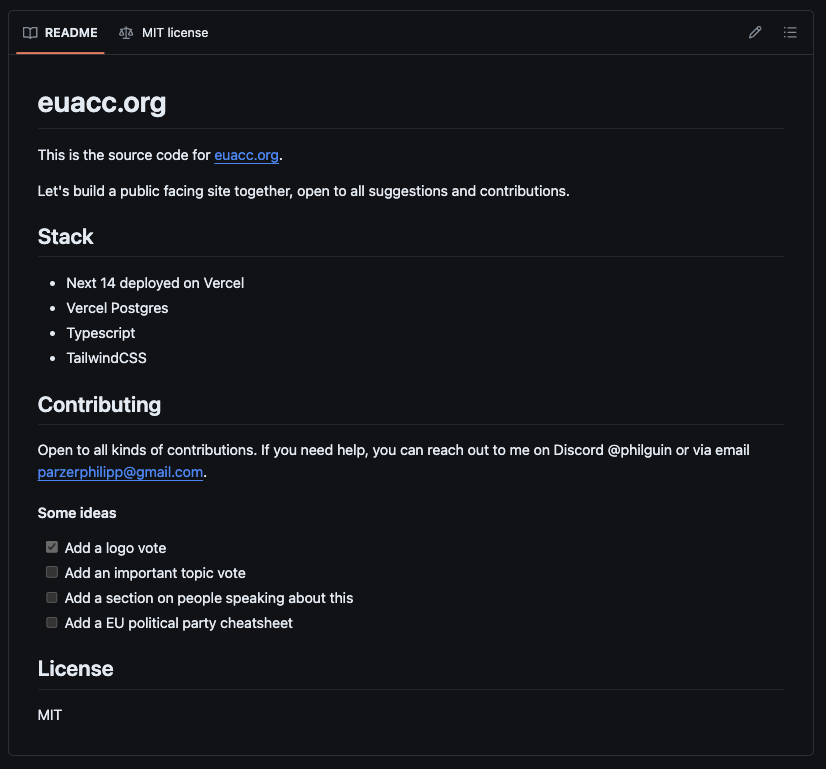 README
MIT license
euacc.org
This is the source code for euacc.org.
Let's build a public facing site together, open to all suggestions and contributions.
Stack
Next 14 deployed on Vercel
Vercel Postgres
Typescript
TailwindCSS
Contributing
Open to all kinds of contributions. If you need help, you can reach out to me on Discord @philguin or via email
parzerphilipp@gmail.com.
Some ideas
Add a logo vote
Add an important topic vote
Add a section on people speaking about this
Add a EU political party cheatsheet
License
MIT